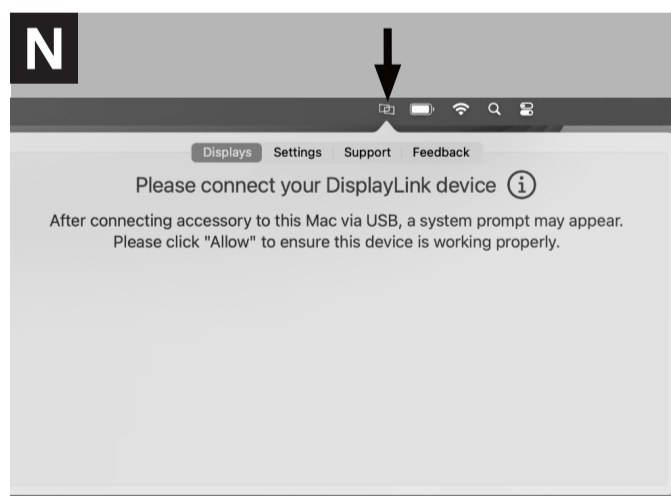 N
Displays Settings Support Feedback
Please connect your DisplayLink device
After connecting accessory to this Mac via USB, a system prompt may appear.
Please click "Allow" to ensure this device is working properly.